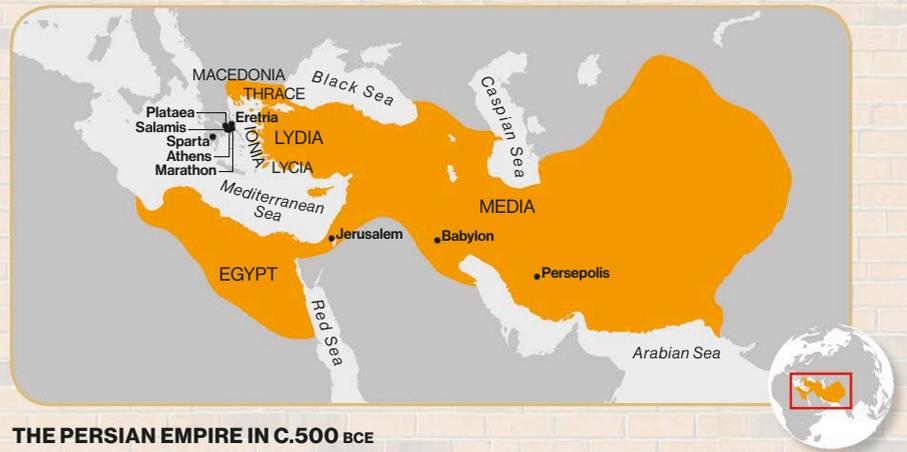 MACEDONIA
THRACE
Black Sea
Caspian Sea
Plataea
Eretria
Salamis
Sparta
Athens
Marathon
IONIA
LYDIA
LYCIA
Mediterranean
Sea
MEDIA
Jerusalem
Babylon
EGYPT
Persepolis
Red Sea
Arabian Sea
THE PERSIAN EMPIRE IN C.500 BCE